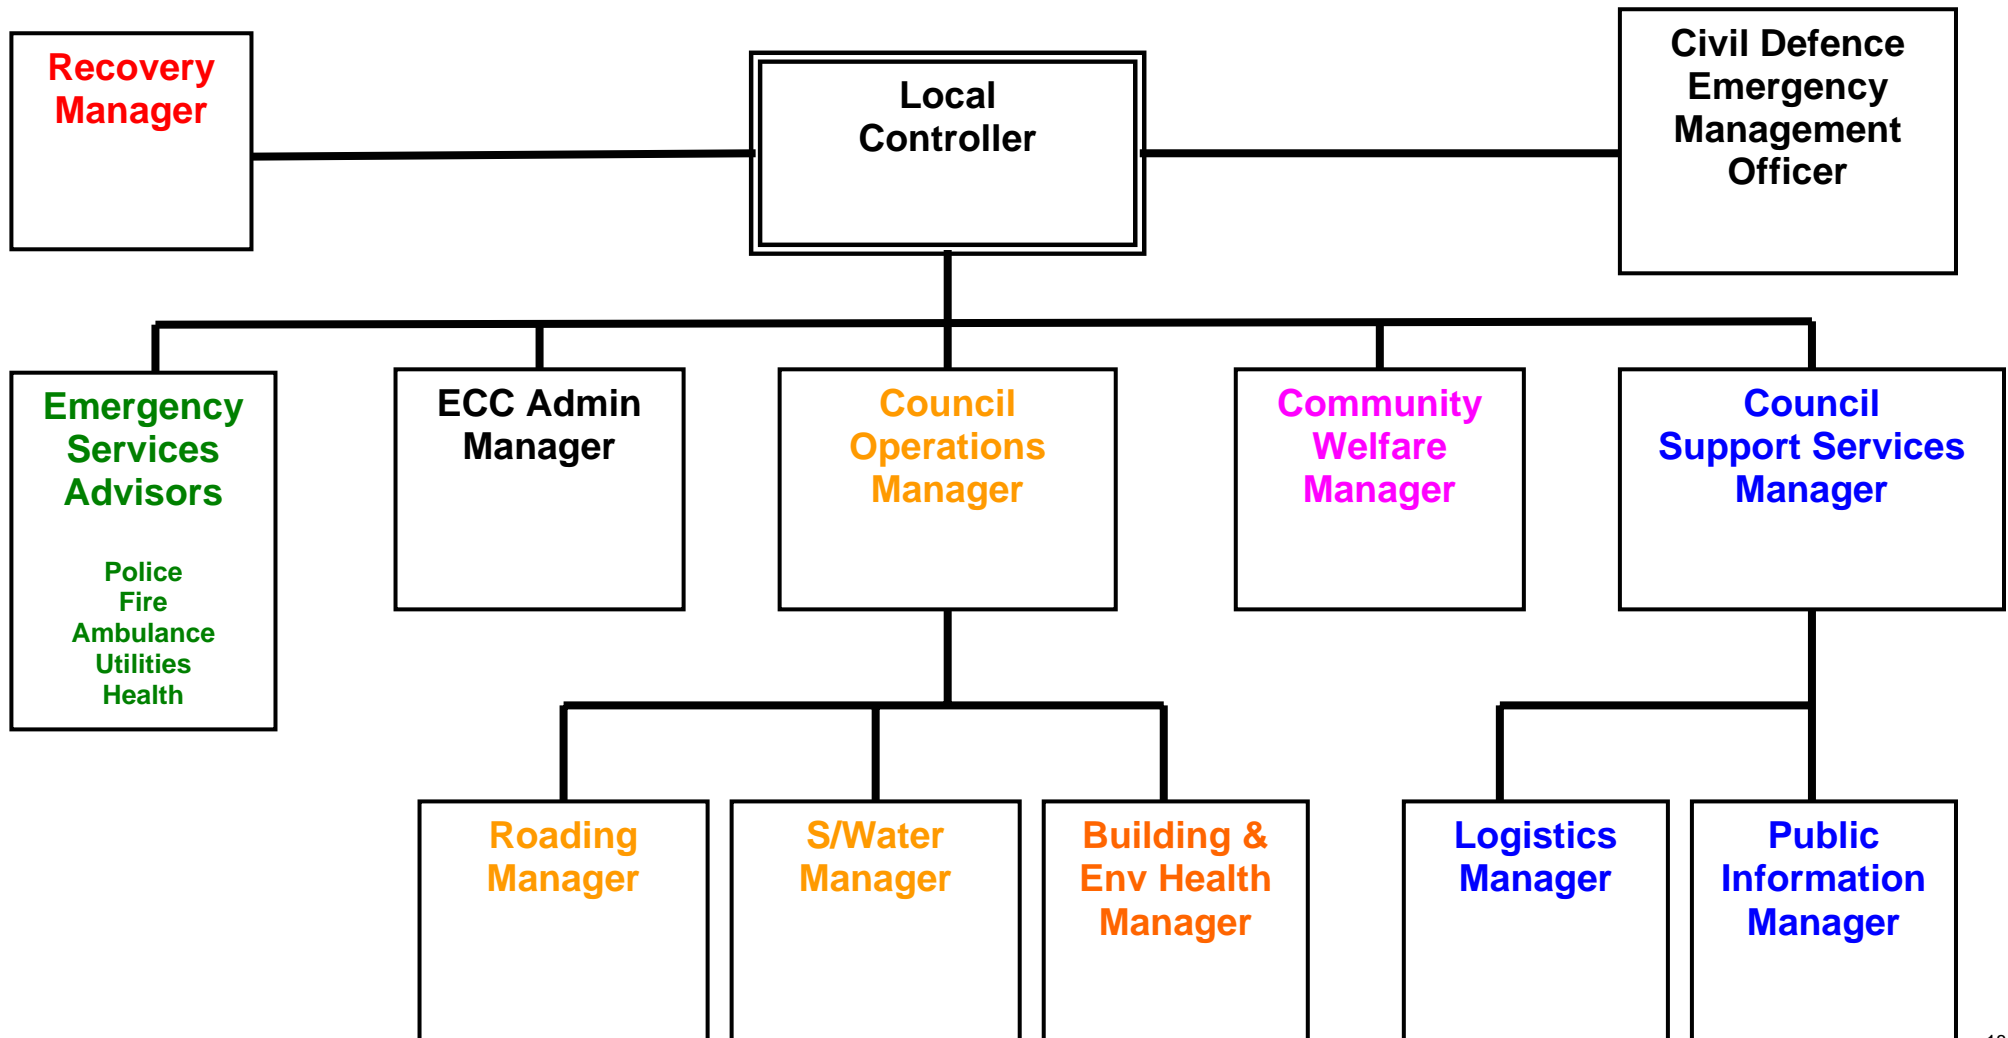 Recovery
Manager
Local
Controller
Civil Defence
Emergency
Management
Officer
Emergency
Services
Advisors
Police
Fire
Ambulance
Utilities
Health
ECC Admin
Manager
Council
Operations
Manager
Community
Welfare
Manager
Council
Support Services
Manager
Roading
Manager
S/Water
Manager
Building &
Env Health
Manager
Logistics
Manager
Public
Information
Manager